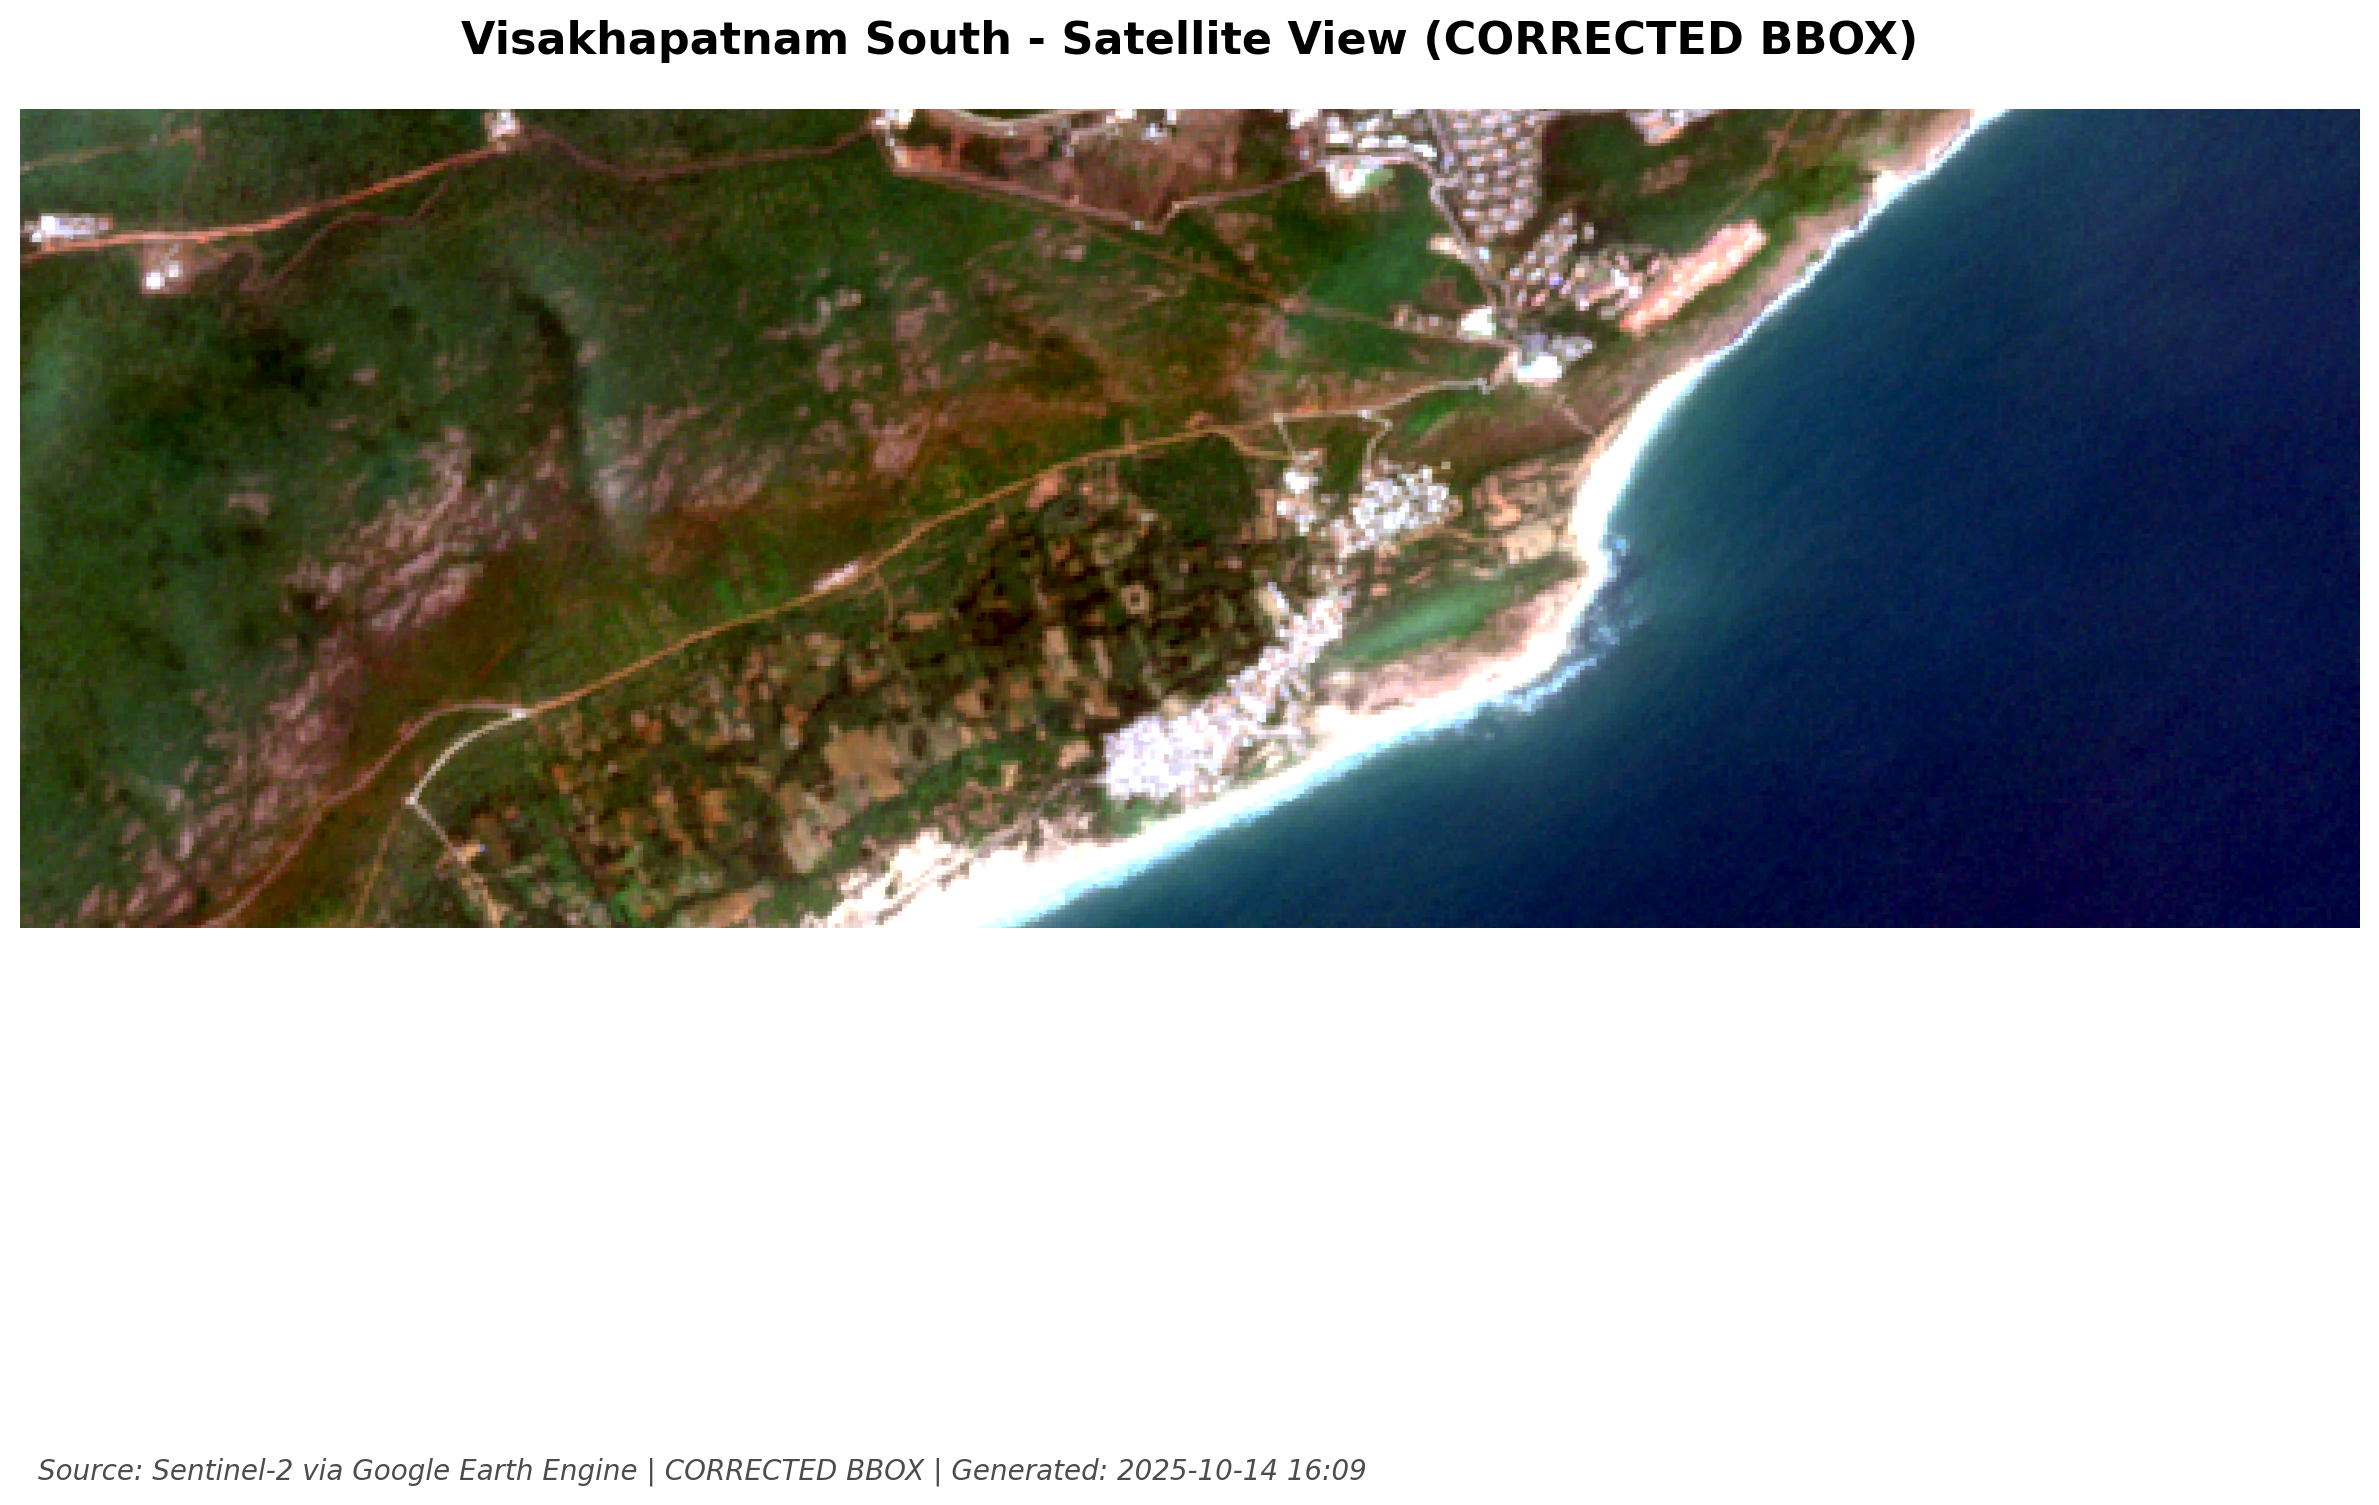 Visakhapatnam South - Satellite View (CORRECTED BBOX)
Source: Sentinel-2 via Google Earth Engine | CORRECTED BBOX | Generated: 2025-10-14 16:09